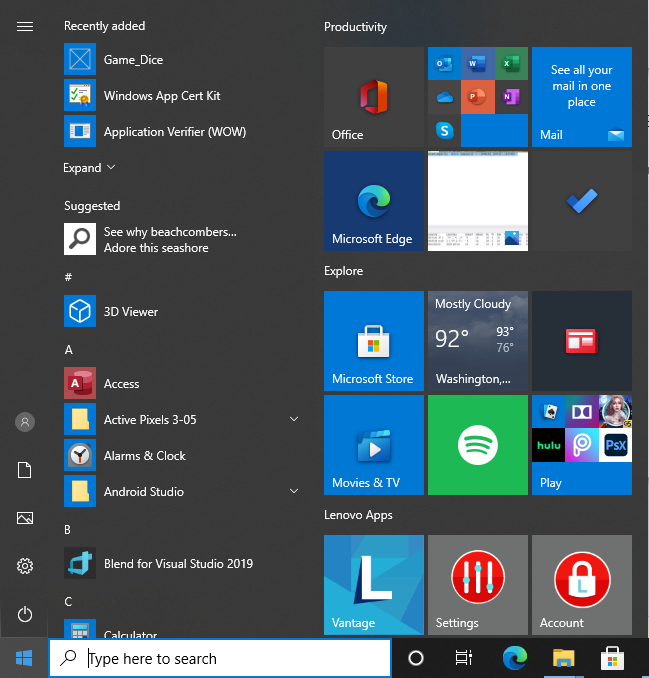 Recently added
Game_Dice
Windows App Cert Kit
Application Verifier (WOW)
Expand
Suggested
See why beachcombers...
Adore this seashore
#
3D Viewer
A
Access
Active Pixels 3-05
Alarms & Clock
Android Studio
B
Blend for Visual Studio 2019
C
Calculator
Productivity
Office
See all your
mail in one
place
Mail
Microsoft Edge
Explore
Microsoft Store
Mostly Cloudy
92°
93°
76°
Washington,...
Movies & TV
hulu
PsX
Play
Lenovo Apps
L
Vantage
Settings
L
Account
Type here to search